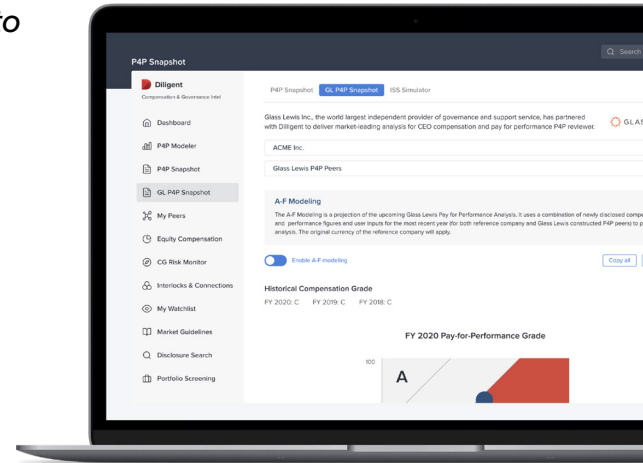 to
Search
P4P Snapshot
Diligent
Compensation & Governance Intel
Dashboard
P4P Modeler
P4P Snapshot
GL P4P Snapshot
My Peers
Equity Compensation
CG Risk Monitor
Interlocks & Connections
My Watchlist
Market Guidelines
Disclosure Search
Portfolio Screening
P4P Snapshot GL P4P Snapshot ISS Simulator
Glass Lewis Inc., the world largest independent provider of governance and support service, has partnered
with Diligent to deliver market-leading analysis for CEO compensation and pay for performance P4P reviewer.
GLAS
ACME Inc.
Glass Lewis P4P Peers
A-F Modeling
The A-F Modeling is a projection of the upcoming Glass Lewis Pay for Performance Analysis. It uses a combination of newly disclosed compe
and performance figures and user inputs for the most recent year (for both reference company and Glass Lewis constructed P4P peers) to p
analysis. The original currency of the reference company will apply.
Enable A-F modeling
Copy all
Historical Compensation Grade
FY 2020: C FY 2019: C FY 2018: C
FY 2020 Pay-for-Performance Grade
100
A